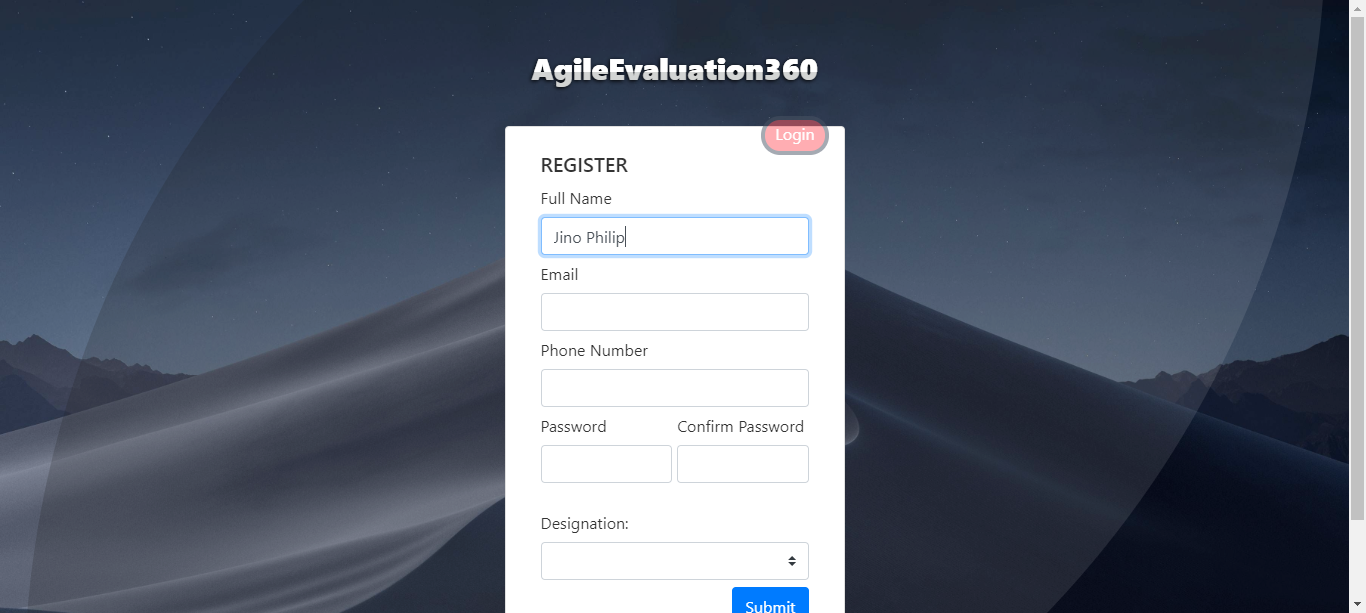 AgileEvaluation360
Login
REGISTER
Full Name
Jino Philip
Email
Phone Number
Password Confirm Password
Designation:
Submit